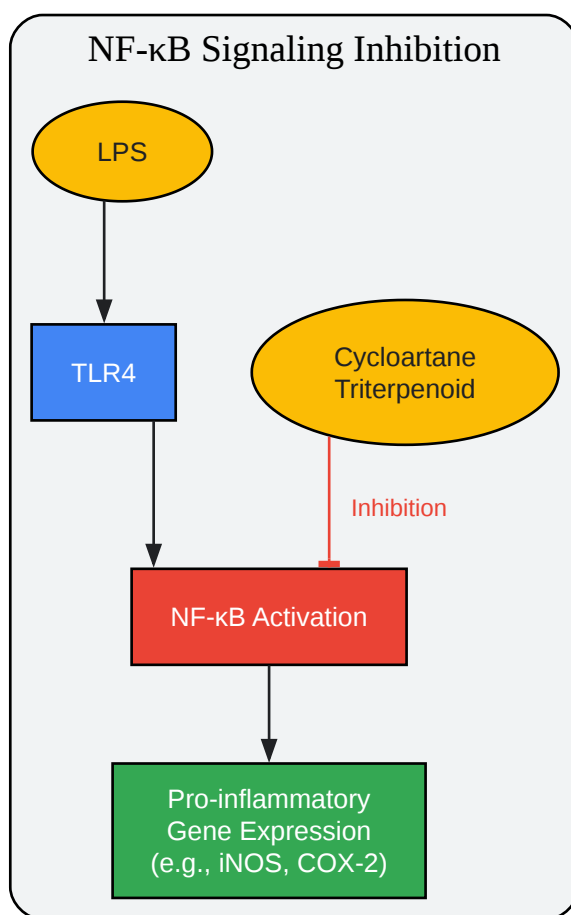 NF-κB Signaling Inhibition
LPS
TLR4
Cycloartane
Triterpenoid
Inhibition
NF-κB Activation
Pro-inflammatory
Gene Expression
(e.g., iNOS, COX-2)